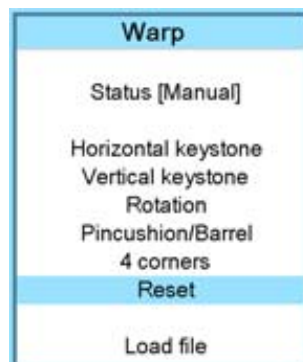 Warp
Status [Manual]
Horizontal keystone
Vertical keystone
Rotation
Pincushion/Barrel
4 corners
Reset
Load file